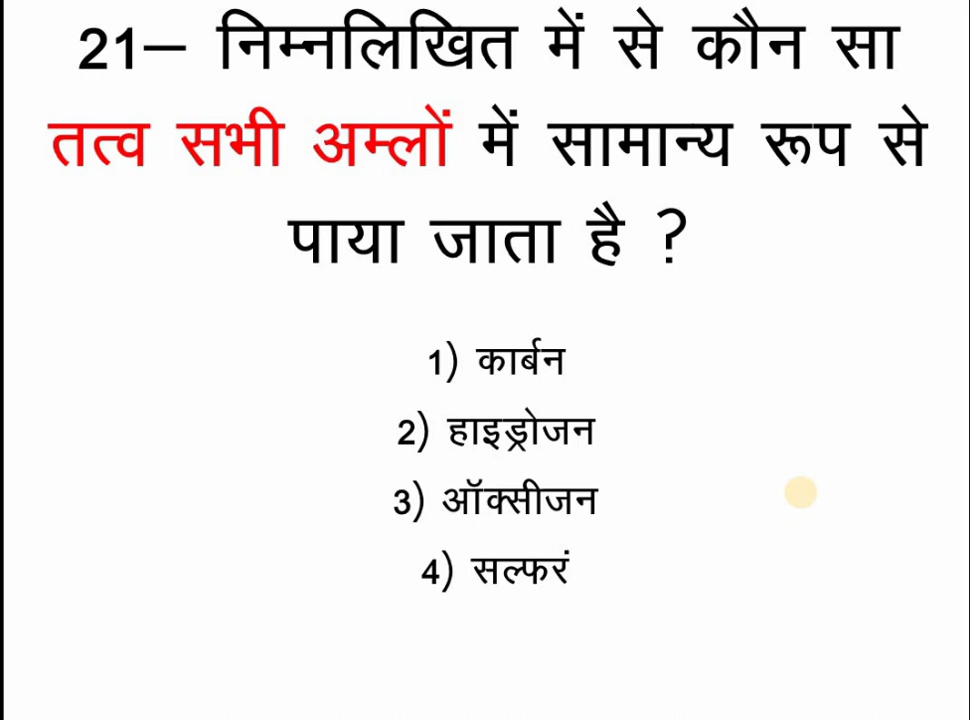 21– निम्नलिखित में से कौन सा
तत्व सभी अम्लों में सामान्य रूप से
पाया जाता है ?
1) कार्बन
2) हाइड्रोजन
3) ऑक्सीजन
4) सल्फरं